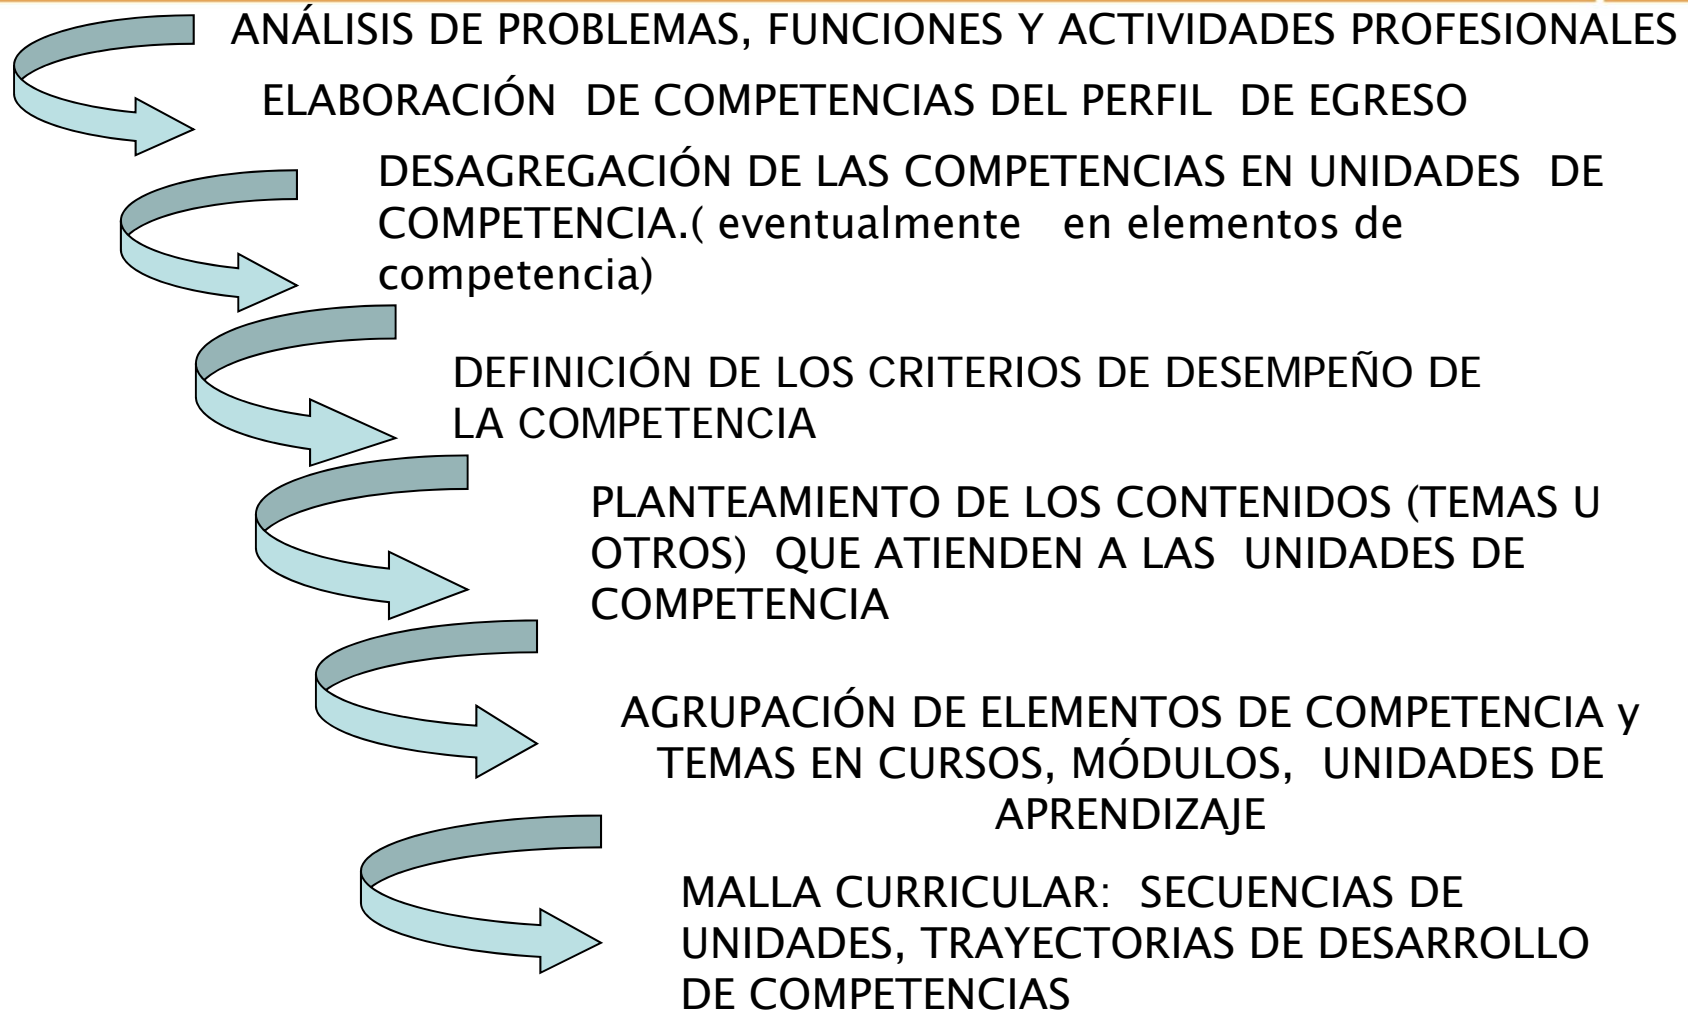 ANÁLISIS DE PROBLEMAS, FUNCIONES Y ACTIVIDADES PROFESIONALES
ELABORACIÓN DE COMPETENCIAS DEL PERFIL DE EGRESO
DESAGREGACIÓN DE LAS COMPETENCIAS EN UNIDADES DE
COMPETENCIA.( eventualmente en elementos de
competencia)
DEFINICIÓN DE LOS CRITERIOS DE DESEMPEÑO DE
LA COMPETENCIA
PLANTEAMIENTO DE LOS CONTENIDOS (TEMAS U
OTROS) QUE ATIENDEN A LAS UNIDADES DE
COMPETENCIA
AGRUPACIÓN DE ELEMENTOS DE COMPETENCIA y
TEMAS EN CURSOS, MÓDULOS, UNIDADES DE
APRENDIZAJE
MALLA CURRICULAR: SECUENCIAS DE
UNIDADES, TRAYECTORIAS DE DESARROLLO
DE COMPETENCIAS